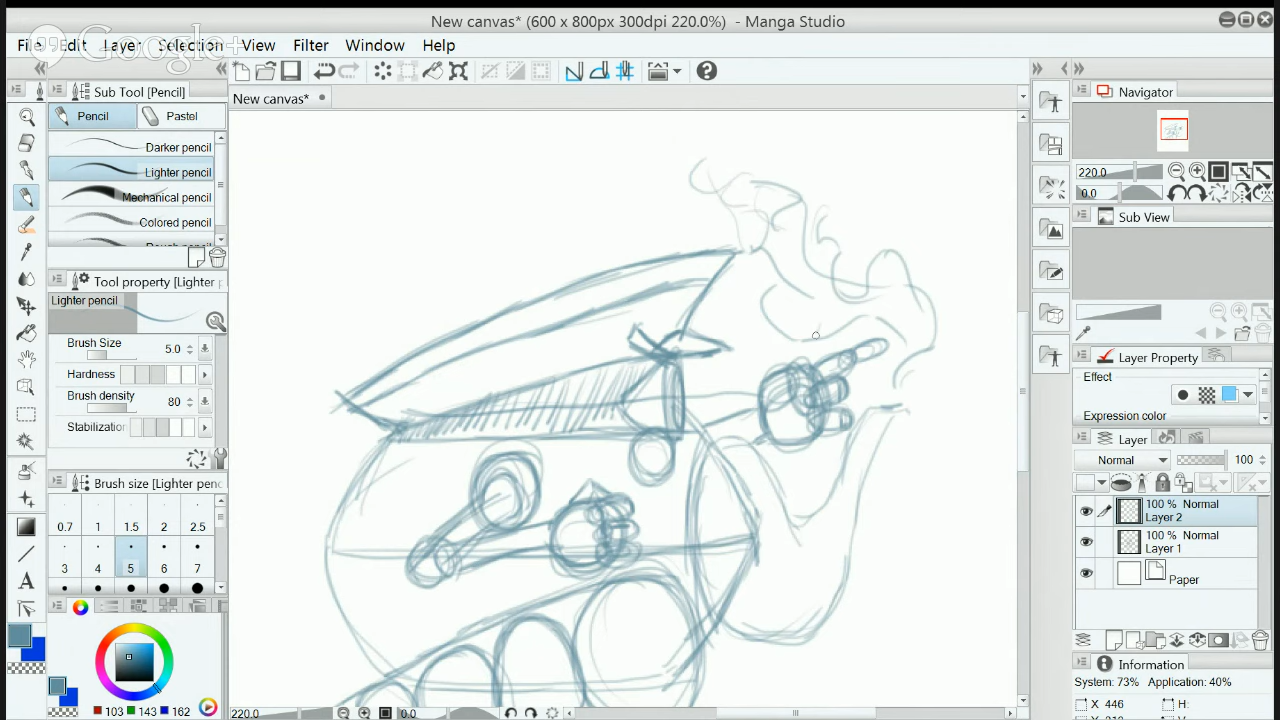 New canvas* (600 x 800px 300dpi 220.0%) - Manga Studio
File Edit Layer Selection View Filter Window Help
Google+
Sub Tool [Pencil]
New canvas*
Pencil Pastel
Darker pencil
Lighter pencil
Mechanical pencil
Colored pencil
Tool property [Lighter p
Lighter pencil
Brush Size 5.0
Hardness
Brush density 80
Stabilization
Brush size [Lighter penc
0.7 1 1.5 2 2.5
3 4 5 6 7
103 143 162
220.0 0.0
Navigator
220.0
0.0
Sub View
Layer Property
Effect
Expression color
Layer
Normal 100
100 % Normal
Layer 2
100 % Normal
Layer 1
Paper
Information
System: 73% Application: 40%
X 446 H: